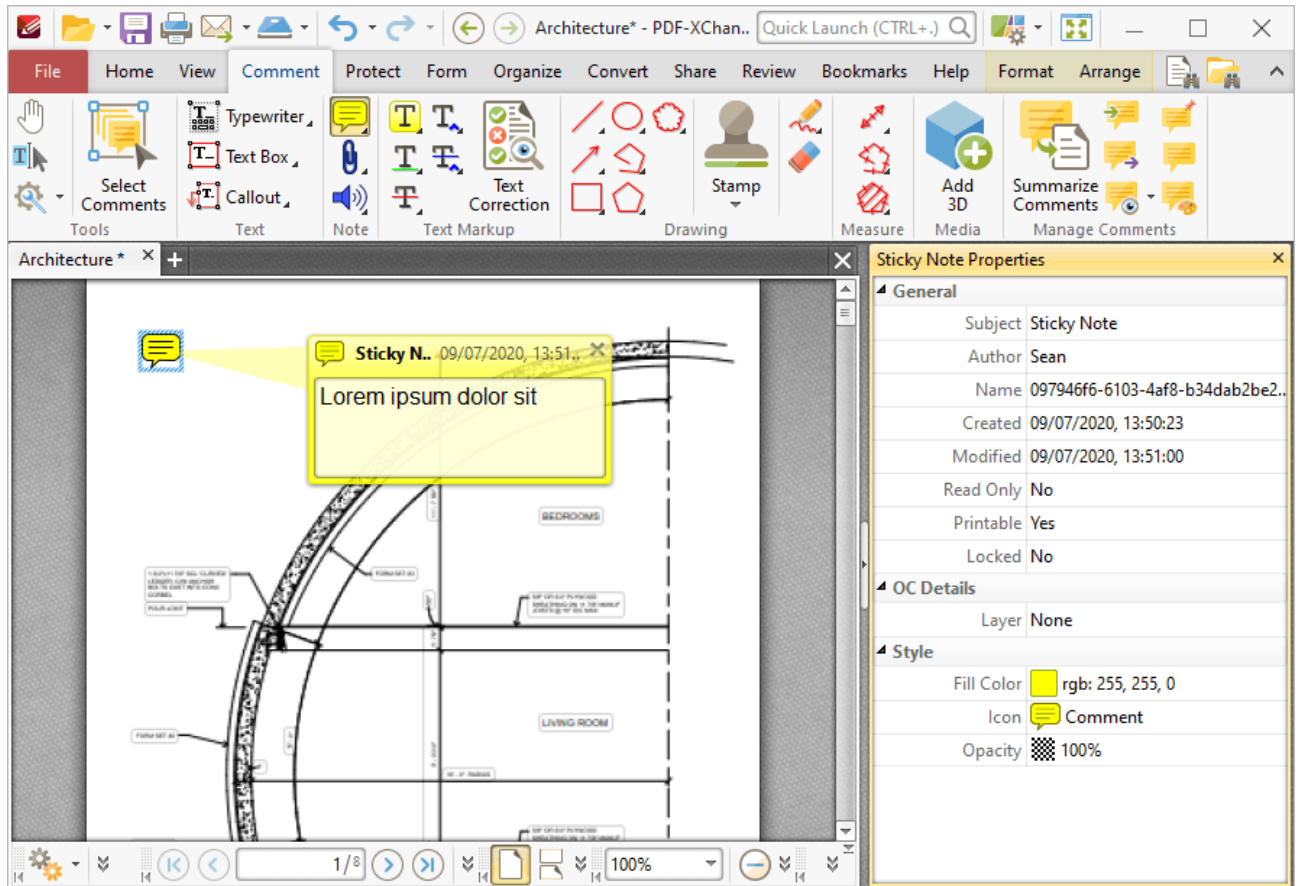 Architecture* - PDF-XChan..
Quick Launch (CTRL+.)
File Home View Comment Protect Form Organize Convert Share Review Bookmarks Help Format Arrange
Typewriter
Text Box
Callout
Select Comments
Text Correction
Stamp
Add 3D
Summarize Comments
Tools Text Note Text Markup Drawing Measure Media Manage Comments
Architecture *
Sticky N.. 09/07/2020, 13:51..
Lorem ipsum dolor sit
BEDROOMS
FORM SET #3
POUR JOINT
LIVING ROOM
1/8
100%
Sticky Note Properties
General
Subject Sticky Note
Author Sean
Name 097946f6-6103-4af8-b34dab2be2..
Created 09/07/2020, 13:50:23
Modified 09/07/2020, 13:51:00
Read Only No
Printable Yes
Locked No
OC Details
Layer None
Style
Fill Color rgb: 255, 255, 0
Icon Comment
Opacity 100%